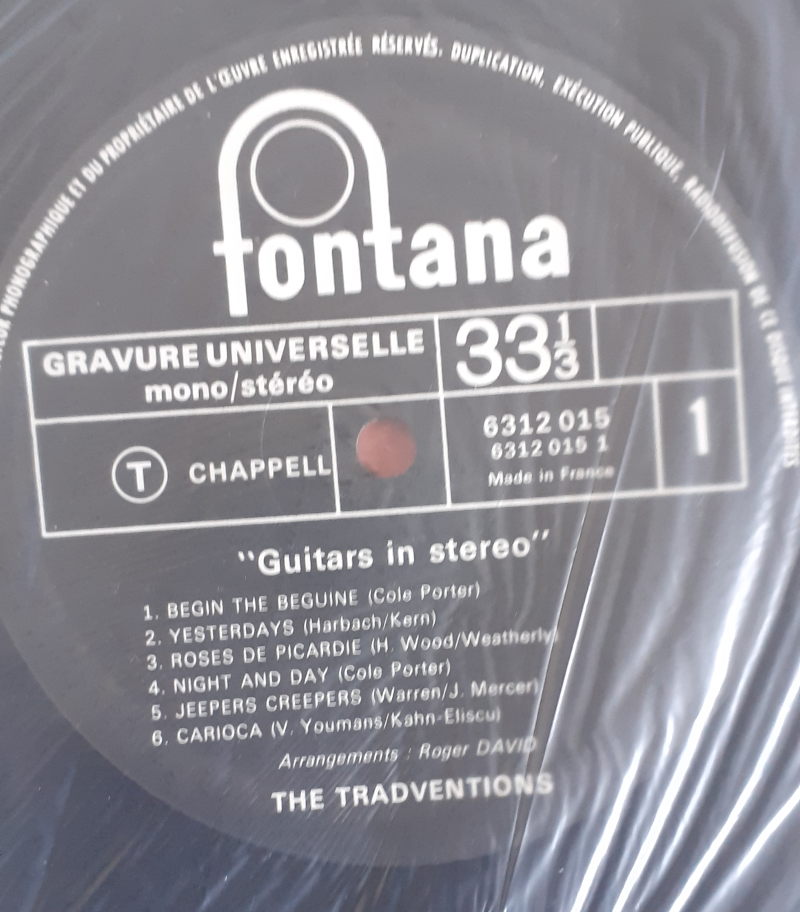 PHONOGRAPHIQUE ET DU PROPRIÉTAIRE DE L'ŒUVRE ENREGISTRÉE RÉSERVÉS. DUPLICATION, EXÉCUTION PUBLIQUE, RADIODIFFUSION DE CE DISQUE INTERDITES
fontana
GRAVURE UNIVERSELLE
mono/stéréo
33 1/3
T CHAPPELL
6312 015
6312 015 1
Made in France
1
"Guitars in stereo"
1. BEGIN THE BEGUINE (Cole Porter)
2. YESTERDAYS (Harbach/Kern)
3. ROSES DE PICARDIE (H. Wood/Weatherly)
4. NIGHT AND DAY (Cole Porter)
5. JEEPERS CREEPERS (Warren/J. Mercer)
6. CARIOCA (V. Youmans/Kahn-Eliscu)
Arrangements : Roger DAVID
THE TRADVENTIONS